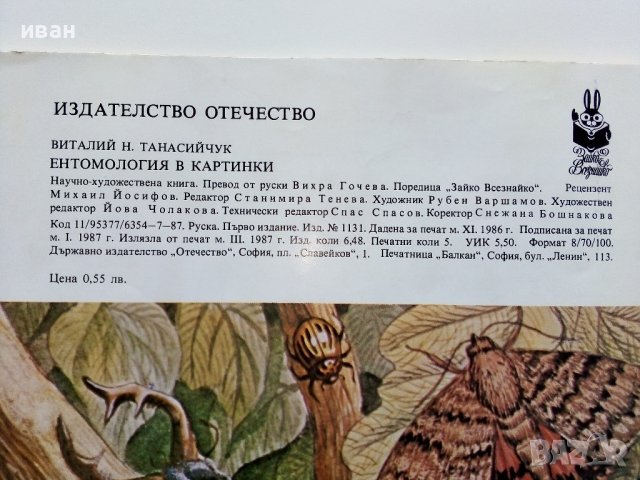 иван
ИЗДАТЕЛСТВО ОТЕЧЕСТВО
ВИТАЛИЙ Н. ТАНАСИЙЧУК
ЕНТОМОЛОГИЯ В КАРТИНКИ
Зайко
Всезнайко
Научно-художествена книга. Превод от руски Вихра Гочева. Поредица „Зайко Всезнайко“. Рецензент
Михаил Йосифов. Редактор Станимира Тенева. Художник Рубен Варшамов. Художествен
редактор Йова Чолакова. Технически редактор Спас Спасов. Коректор Снежана Бошнакова
Код 11/95377/6354—7—87. Руска. Първо издание. Изд. № 1131. Дадена за печат м. XI. 1986 г. Подписана за печат
м. I. 1987 г. Излязла от печат м. III. 1987 г. Изд. коли 6,48. Печатни коли 5. УИК 5,50. Формат 8/70/100.
Държавно издателство „Отечество“, София, пл. „Славейков“, 1. Печатница „Балкан“, София, бул. „Ленин“, 113.
Цена 0,55 лв.
BAZAR